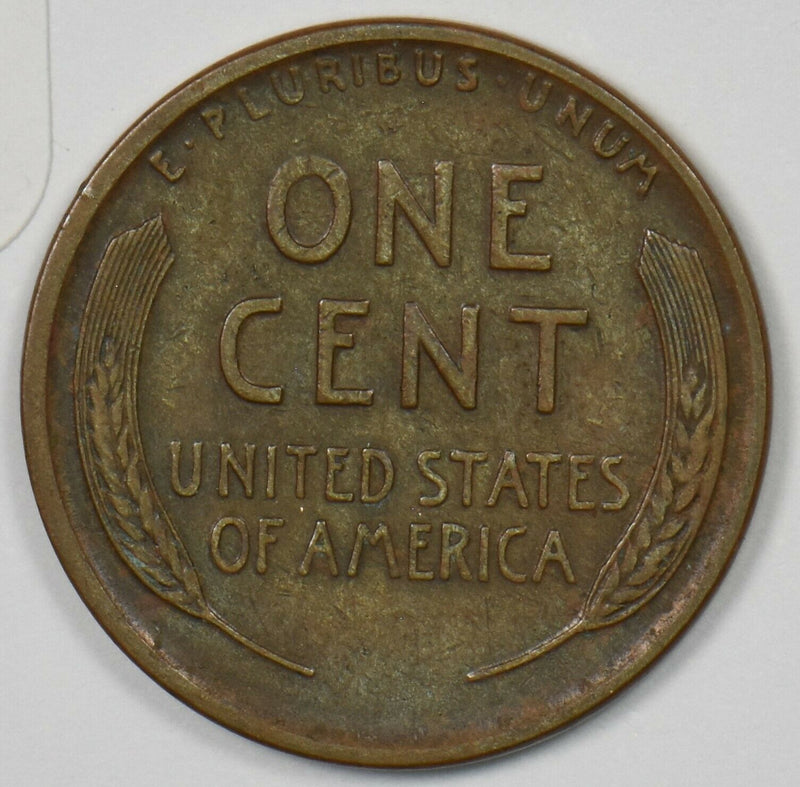 E·PLURIBUS·UNUM
ONE
CENT
UNITED STATES
OF AMERICA